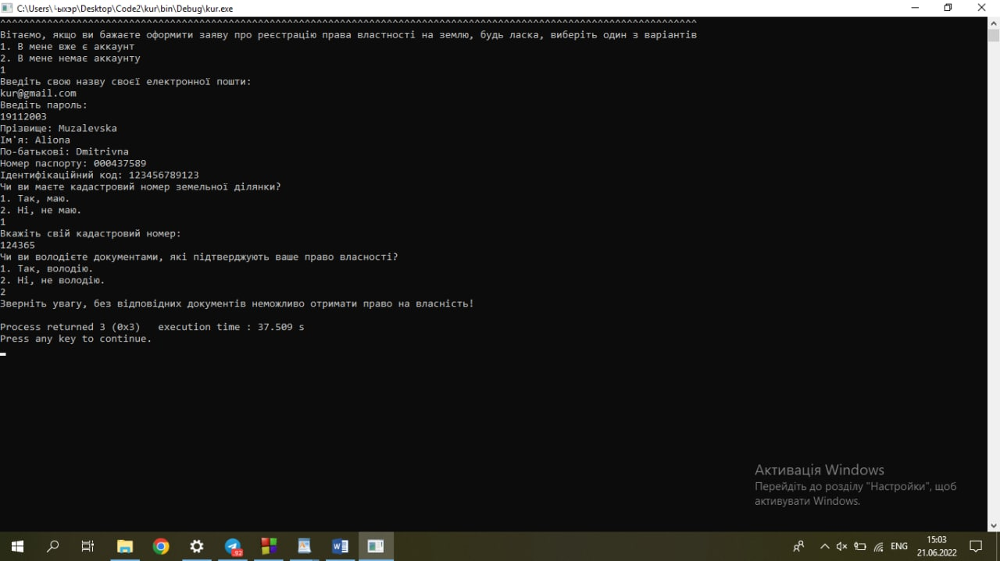 C:\Users\└ыхэр\Desktop\Code2\kur\bin\Debug\kur.exe
^^^^^^^^^^^^^^^^^^^^^^^^^^^^^^^^^^^^^^^^^^^^^^^^^^^^^^^^^^^^^^^^^^^^^^^^^^^^^^^^^^^^^^^^^^^^^^^^^^^^^^^^^^^^^^^^^^^^^^^
Вітаємо, якщо ви бажаєте оформити заяву про реєстрацію права властності на землю, будь ласка, виберіть один з варіантів
1. В мене вже є аккаунт
2. В мене немає аккаунту
1
Введіть свою назву своєї електронної пошти:
kur@gmail.com
Введіть пароль:
19112003
Прізвище: Muzalevska
Ім'я: Aliona
По-батькові: Dmitrivna
Номер паспорту: 000437589
Ідентифікаційний код: 123456789123
Чи ви маєте кадастровий номер земельної ділянки?
1. Так, маю.
2. Ні, не маю.
1
Вкажіть свій кадастровий номер:
124365
Чи ви володієте документами, які підтверджують ваше право власності?
1. Так, володію.
2. Ні, не володію.
2
Зверніть увагу, без відповідних документів неможливо отримати право на власність!
Process returned 3 (0x3)   execution time : 37.509 s
Press any key to continue.
Активація Windows
Перейдіть до розділу "Настройки", щоб
активувати Windows.
92
ENG
15:03
21.06.2022